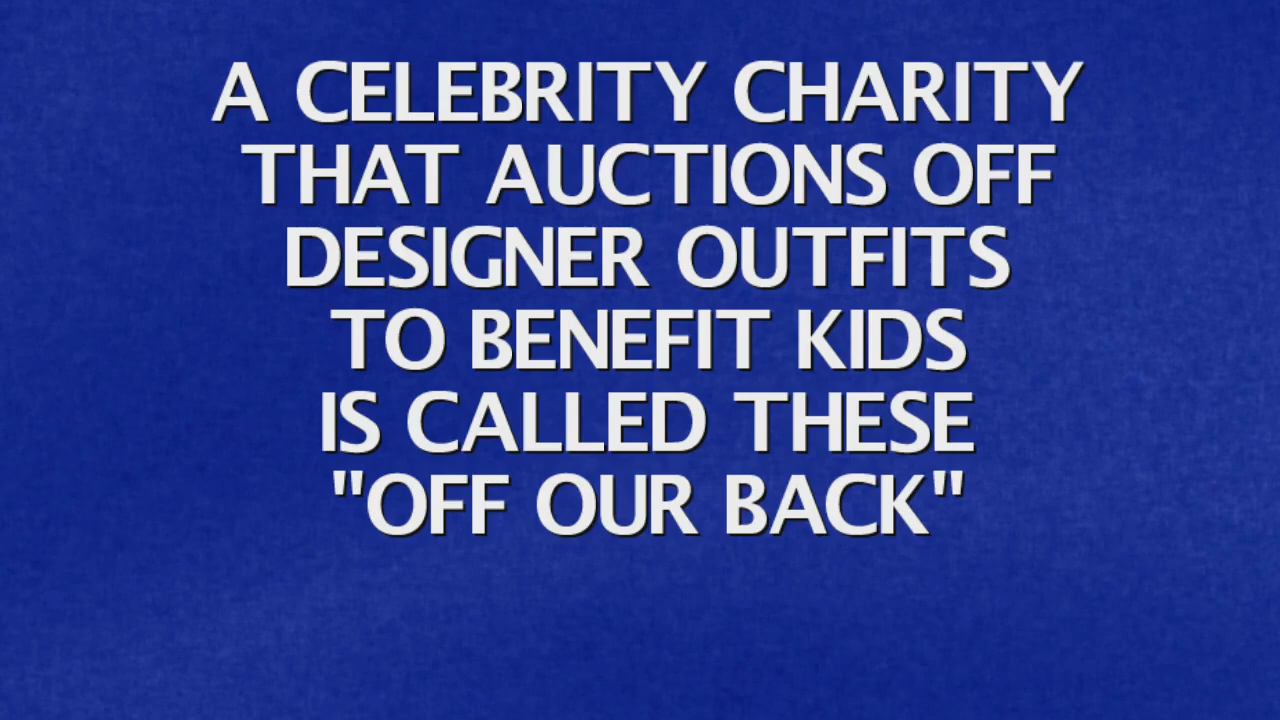 A CELEBRITY CHARITY
THAT AUCTIONS OFF
DESIGNER OUTFITS
TO BENEFIT KIDS
IS CALLED THESE
"OFF OUR BACK"